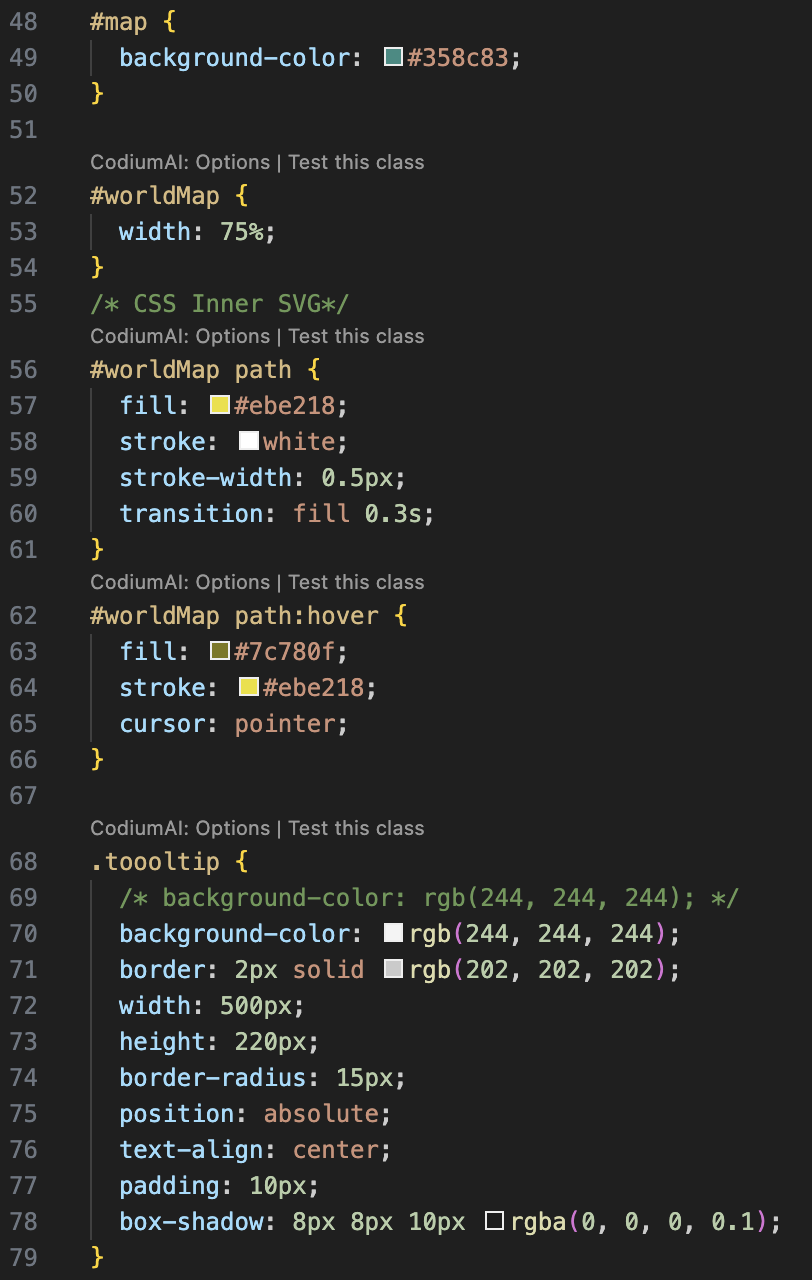 48 #map {
49 background-color: #358c83;
50 }
51
CodiumAI: Options | Test this class
52 #worldMap {
53 width: 75%;
54 }
55 /* CSS Inner SVG*/
CodiumAI: Options | Test this class
56 #worldMap path {
57 fill: #ebe218;
58 stroke: white;
59 stroke-width: 0.5px;
60 transition: fill 0.3s;
61 }
CodiumAI: Options | Test this class
62 #worldMap path:hover {
63 fill: #7c780f;
64 stroke: #ebe218;
65 cursor: pointer;
66 }
67
CodiumAI: Options | Test this class
68 .toooltip {
69 /* background-color: rgb(244, 244, 244); */
70 background-color: rgb(244, 244, 244);
71 border: 2px solid rgb(202, 202, 202);
72 width: 500px;
73 height: 220px;
74 border-radius: 15px;
75 position: absolute;
76 text-align: center;
77 padding: 10px;
78 box-shadow: 8px 8px 10px rgba(0, 0, 0, 0.1);
79 }